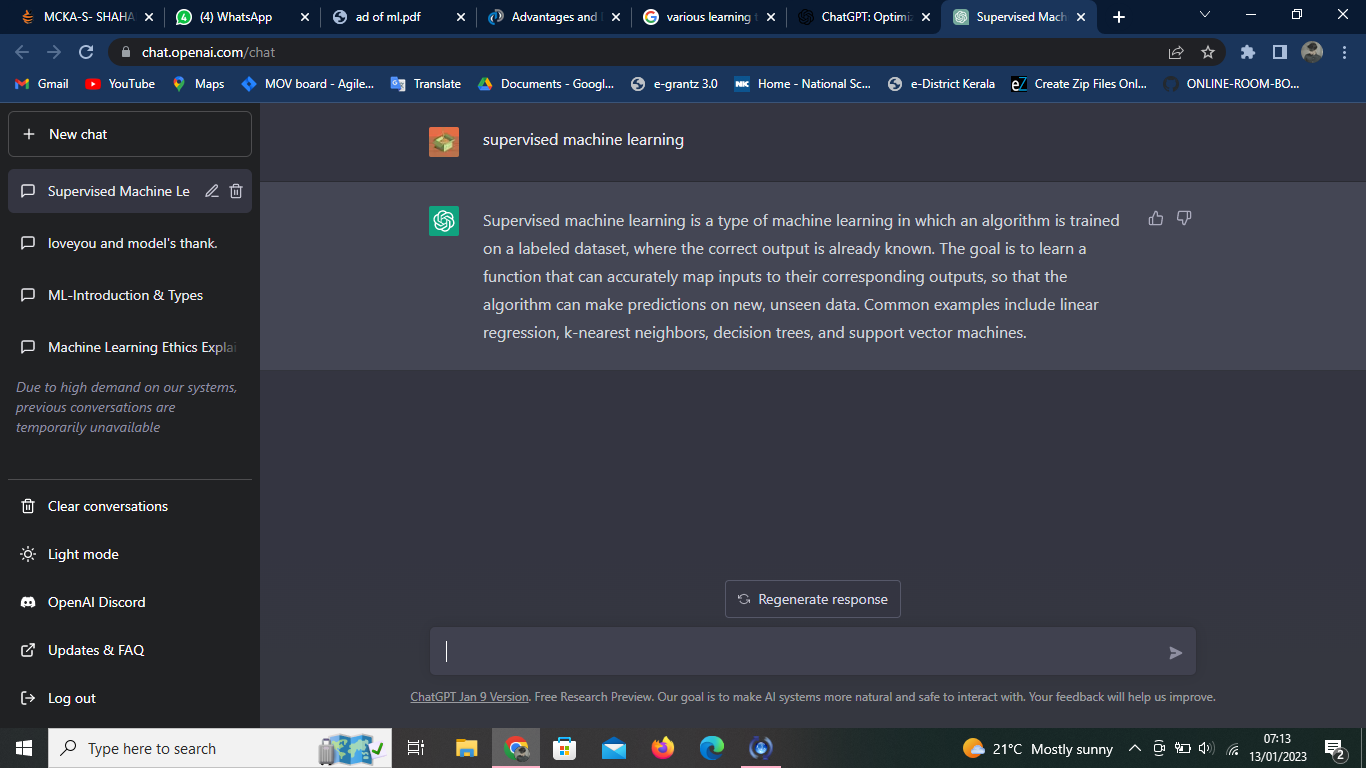 MCKA-S- SHAHA
(4) WhatsApp
ad of ml.pdf
Advantages and
various learning
ChatGPT: Optimi
Supervised Mach
chat.openai.com/chat
Gmail
YouTube
Maps
MOV board - Agile...
Translate
Documents - Googl...
e-grantz 3.0
NK
Home - National Sc...
e-District Kerala
eZ
Create Zip Files Onl...
ONLINE-ROOM-BO...
New chat
Supervised Machine Le
loveyou and model's thank.
ML-Introduction & Types
Machine Learning Ethics Explai
Due to high demand on our systems,
previous conversations are
temporarily unavailable
Clear conversations
Light mode
OpenAI Discord
Updates & FAQ
Log out
supervised machine learning
Supervised machine learning is a type of machine learning in which an algorithm is trained
on a labeled dataset, where the correct output is already known. The goal is to learn a
function that can accurately map inputs to their corresponding outputs, so that the
algorithm can make predictions on new, unseen data. Common examples include linear
regression, k-nearest neighbors, decision trees, and support vector machines.
Regenerate response
ChatGPT Jan 9 Version. Free Research Preview. Our goal is to make AI systems more natural and safe to interact with. Your feedback will help us improve.
Type here to search
21°C Mostly sunny
07:13
13/01/2023
2